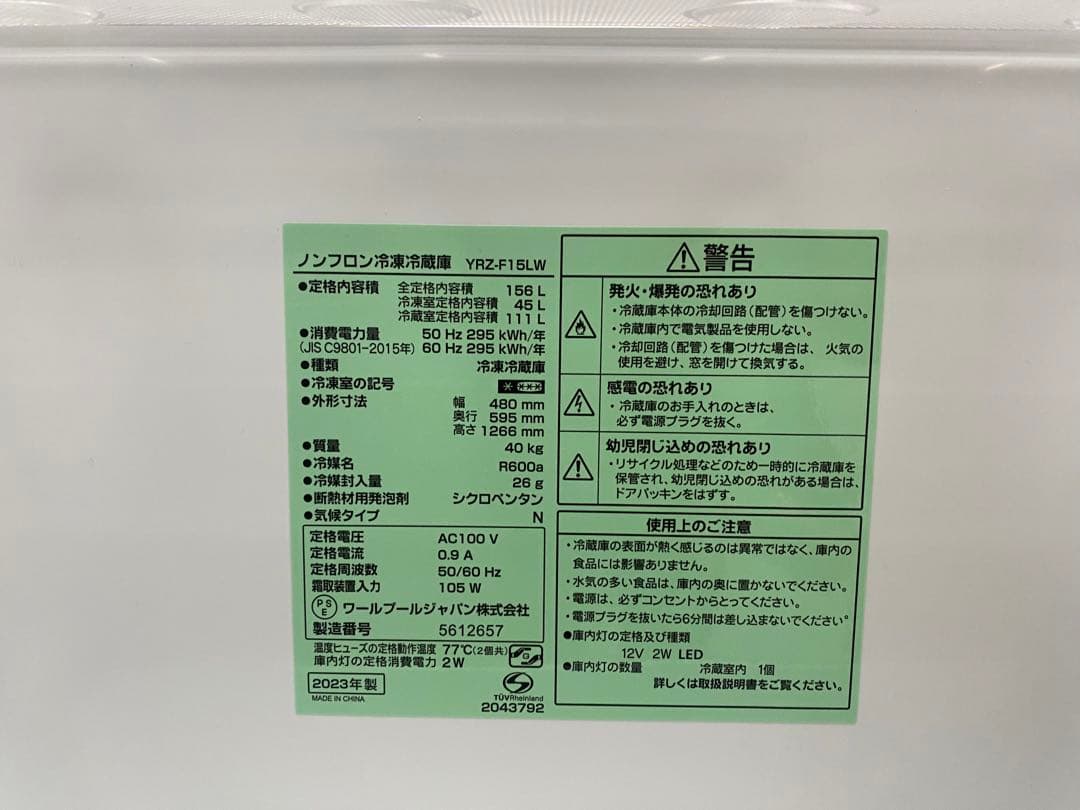 ノンフロン冷凍冷蔵庫 YRZ-F15LW
●定格内容積 全定格内容積 156 L
冷凍室定格内容積 45 L
冷蔵室定格内容積 111 L
●消費電力量 50 Hz 295 kWh/年
(JIS C9801-2015年) 60 Hz 295 kWh/年
●種類 冷凍冷蔵庫
●冷凍室の記号
●外形寸法 幅 480 mm
奥行 595 mm
高さ 1266 mm
●質量 40 kg
●冷媒名 R600a
●冷媒封入量 26 g
●断熱材用発泡剤 シクロペンタン
●気候タイプ N
定格電圧 AC100 V
定格電流 0.9 A
定格周波数 50/60 Hz
霜取装置入力 105 W
PSE ワールプールジャパン株式会社
製造番号 5612657
温度ヒューズの定格動作温度 77℃(2個共)
庫内灯の定格消費電力 2 W
2023年製
MADE IN CHINA
TÜVRheinland
2043792
警告
発火・爆発の恐れあり
・冷蔵庫本体の冷却回路(配管)を傷つけない。
・冷蔵庫内で電気製品を使用しない。
・冷却回路(配管)を傷つけた場合は、火気の
使用を避け、窓を開けて換気する。
感電の恐れあり
・冷蔵庫のお手入れのときは、
必ず電源プラグを抜く。
幼児閉じ込めの恐れあり
・リサイクル処理などのため一時的に冷蔵庫を
保管され、幼児閉じ込めの恐れがある場合は、
ドアパッキンをはずす。
使用上のご注意
・冷蔵庫の表面が熱く感じるのは異常ではなく、庫内の
食品には影響ありません。
・水気の多い食品は、庫内の奥に置かないでください。
・電源は、必ずコンセントからとってください。
・電源プラグを抜いたら6分間は差し込まないでください。
●庫内灯の定格及び種類
12V 2W LED
●庫内灯の数量 冷蔵室内 1個
詳しくは取扱説明書をご覧ください。